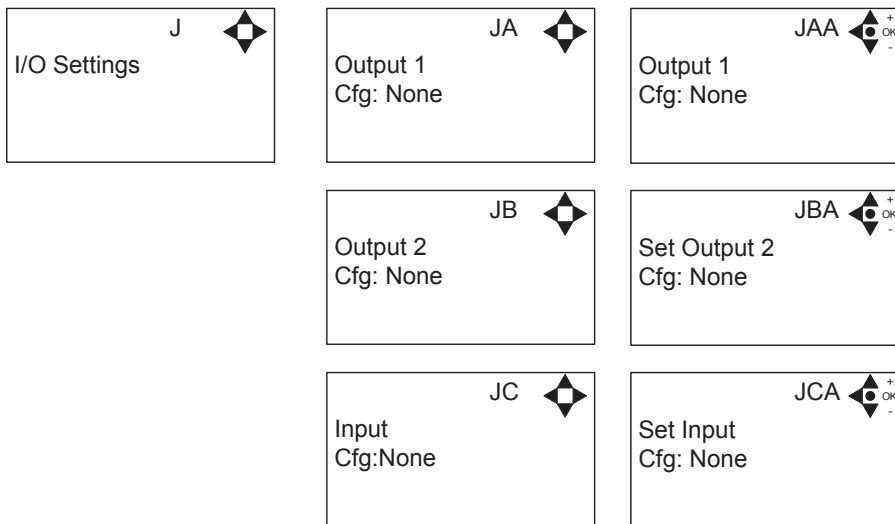 J
I/O Settings
JA
Output 1
Cfg: None
JAA
+
OK
-
Output 1
Cfg: None
JB
Output 2
Cfg: None
JBA
+
OK
-
Set Output 2
Cfg: None
JC
Input
Cfg:None
JCA
+
OK
-
Set Input
Cfg: None